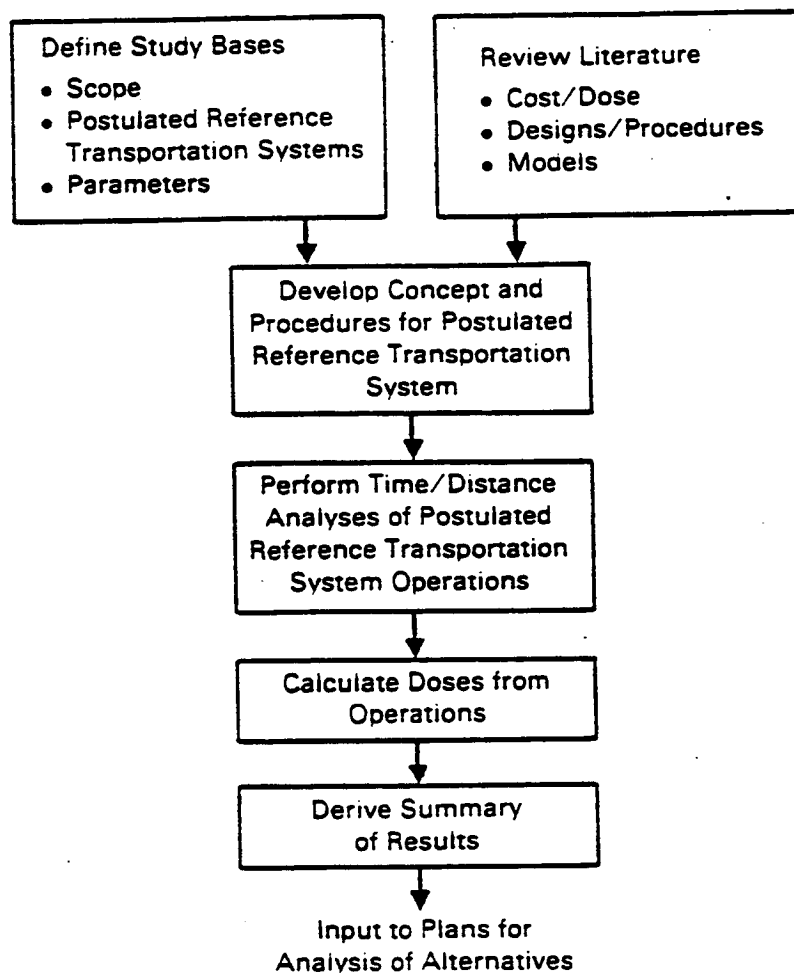 Define Study Bases
• Scope
• Postulated Reference
Transportation Systems
• Parameters
Review Literature
• Cost/Dose
• Designs/Procedures
• Models
Develop Concept and
Procedures for Postulated
Reference Transportation
System
Perform Time/Distance
Analyses of Postulated
Reference Transportation
System Operations
Calculate Doses from
Operations
Derive Summary
of Results
Input to Plans for
Analysis of Alternatives